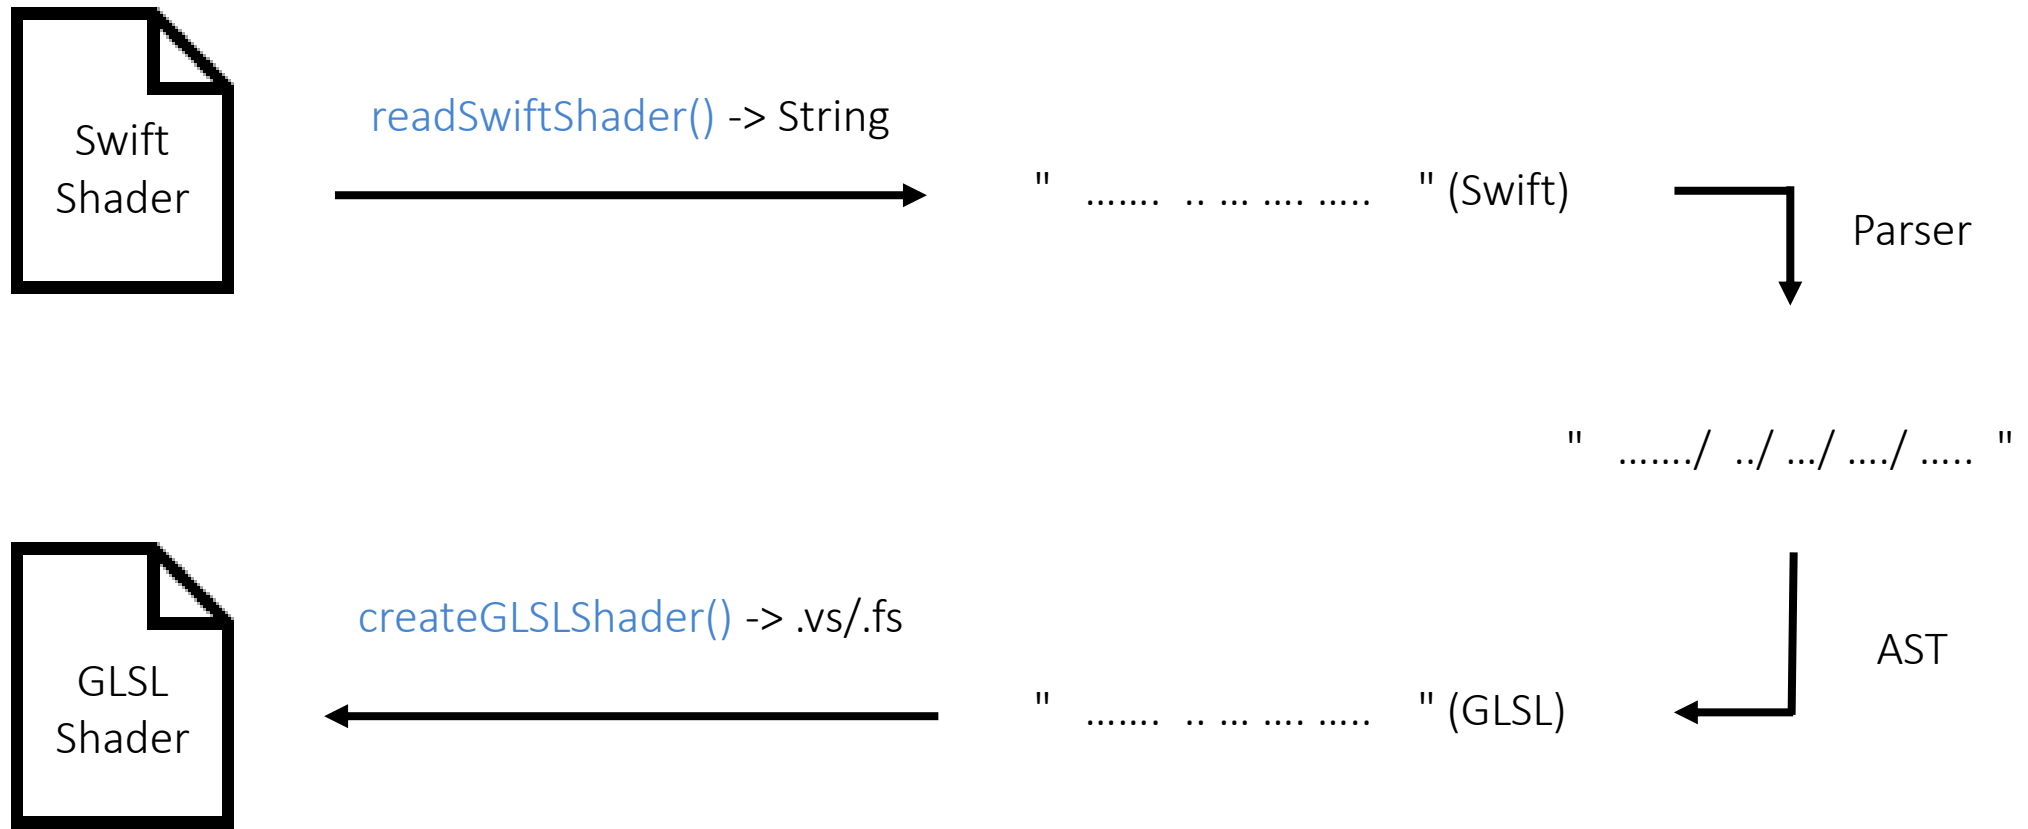 Swift
Shader
readSwiftShader() -> String
" ....... .. ... .... ..... " (Swift)
Parser
" ......./ ../ .../ ..../ ..... "
GLSL
Shader
createGLSLShader() -> .vs/.fs
" ....... .. ... .... ..... " (GLSL)
AST